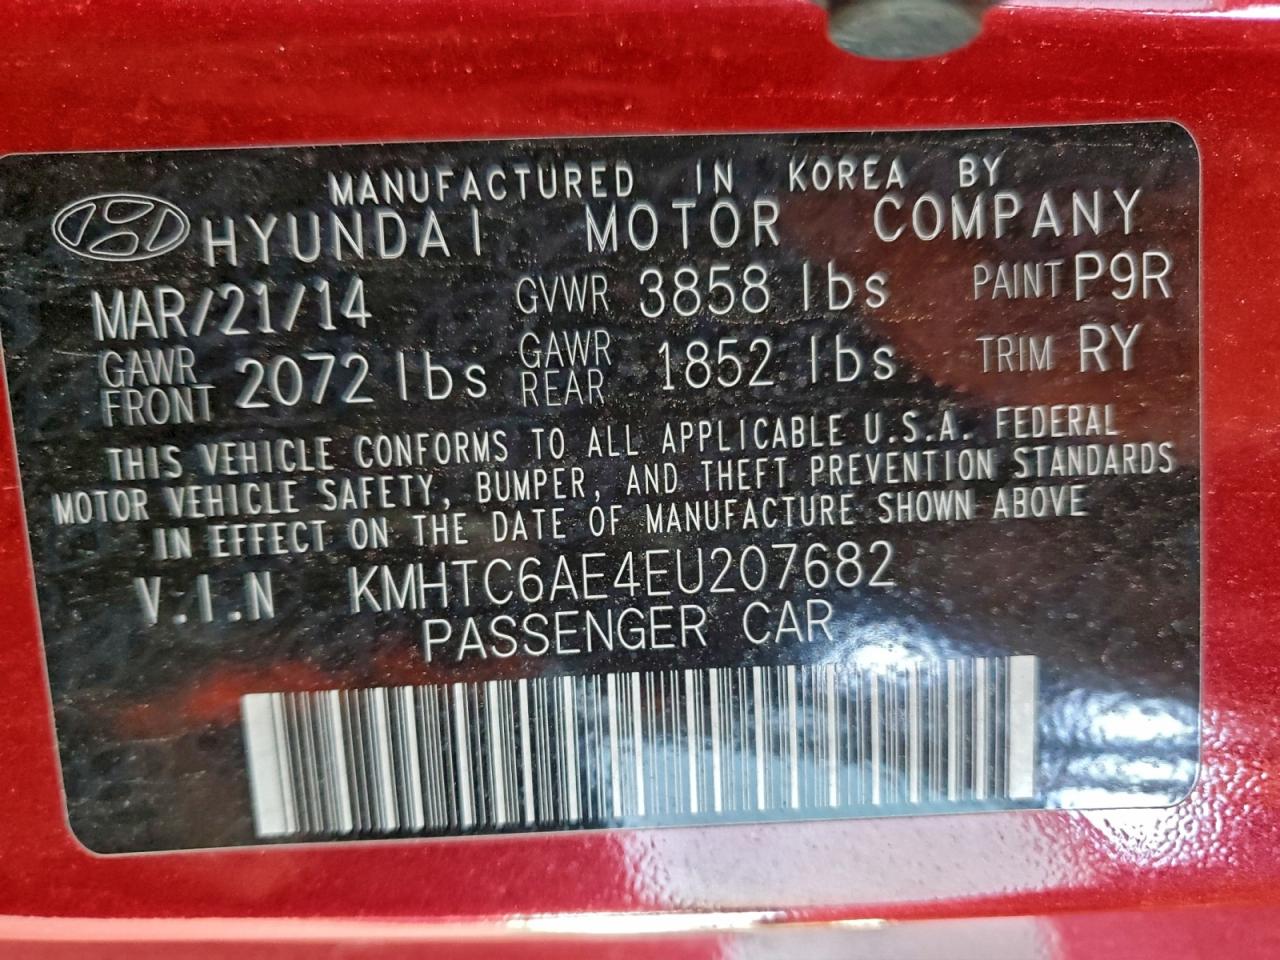 MANUFACTURED IN KOREA BY
HYUNDAI MOTOR COMPANY
MAR/21/14 GVWR 3858 lbs PAINT P9R
GAWR FRONT 2072 lbs GAWR REAR 1852 lbs TRIM RY
THIS VEHICLE CONFORMS TO ALL APPLICABLE U.S.A. FEDERAL
MOTOR VEHICLE SAFETY, BUMPER, AND THEFT PREVENTION STANDARDS
IN EFFECT ON THE DATE OF MANUFACTURE SHOWN ABOVE
V.I.N KMHTC6AE4EU207682
PASSENGER CAR